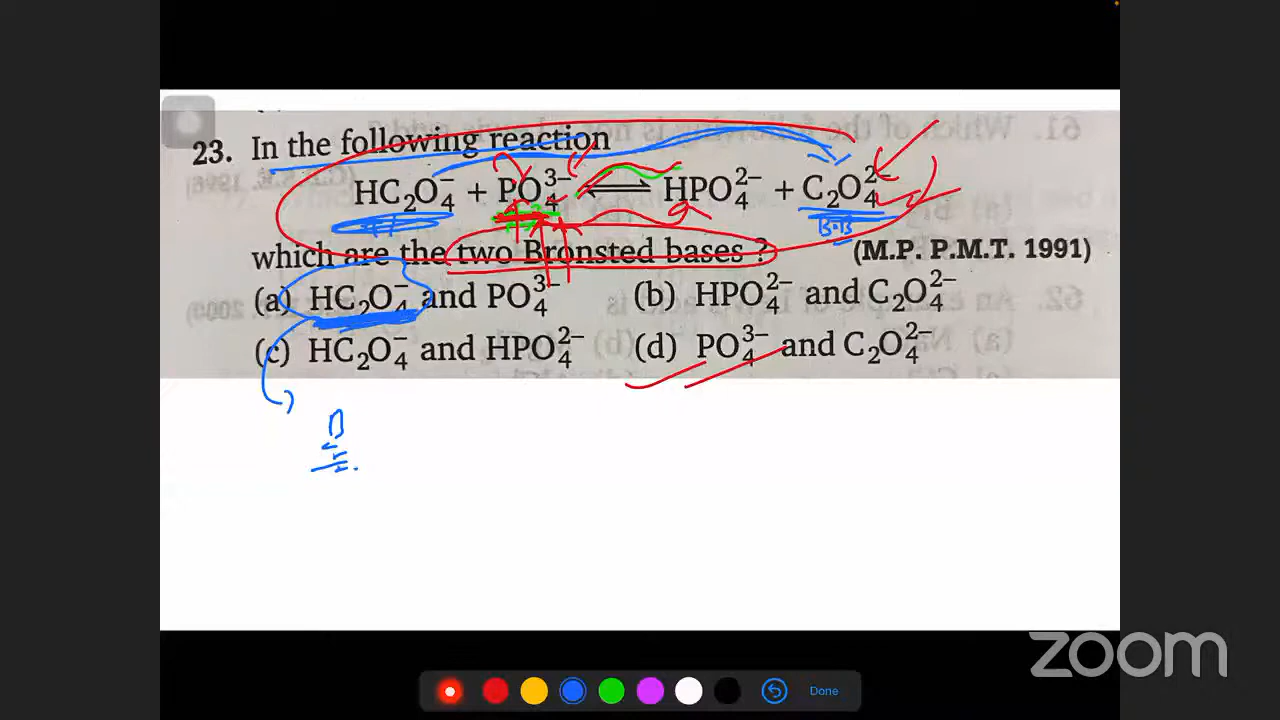 23. In the following reaction
HC₂O₄⁻ + PO₄³⁻ ⇌ HPO₄²⁻ + C₂O₄²⁻
which are the two Bronsted bases ? (M.P. P.M.T. 1991)
(a) HC₂O₄⁻ and PO₄³⁻ (b) HPO₄²⁻ and C₂O₄²⁻
(c) HC₂O₄⁻ and HPO₄²⁻ (d) PO₄³⁻ and C₂O₄²⁻
Done
zoom